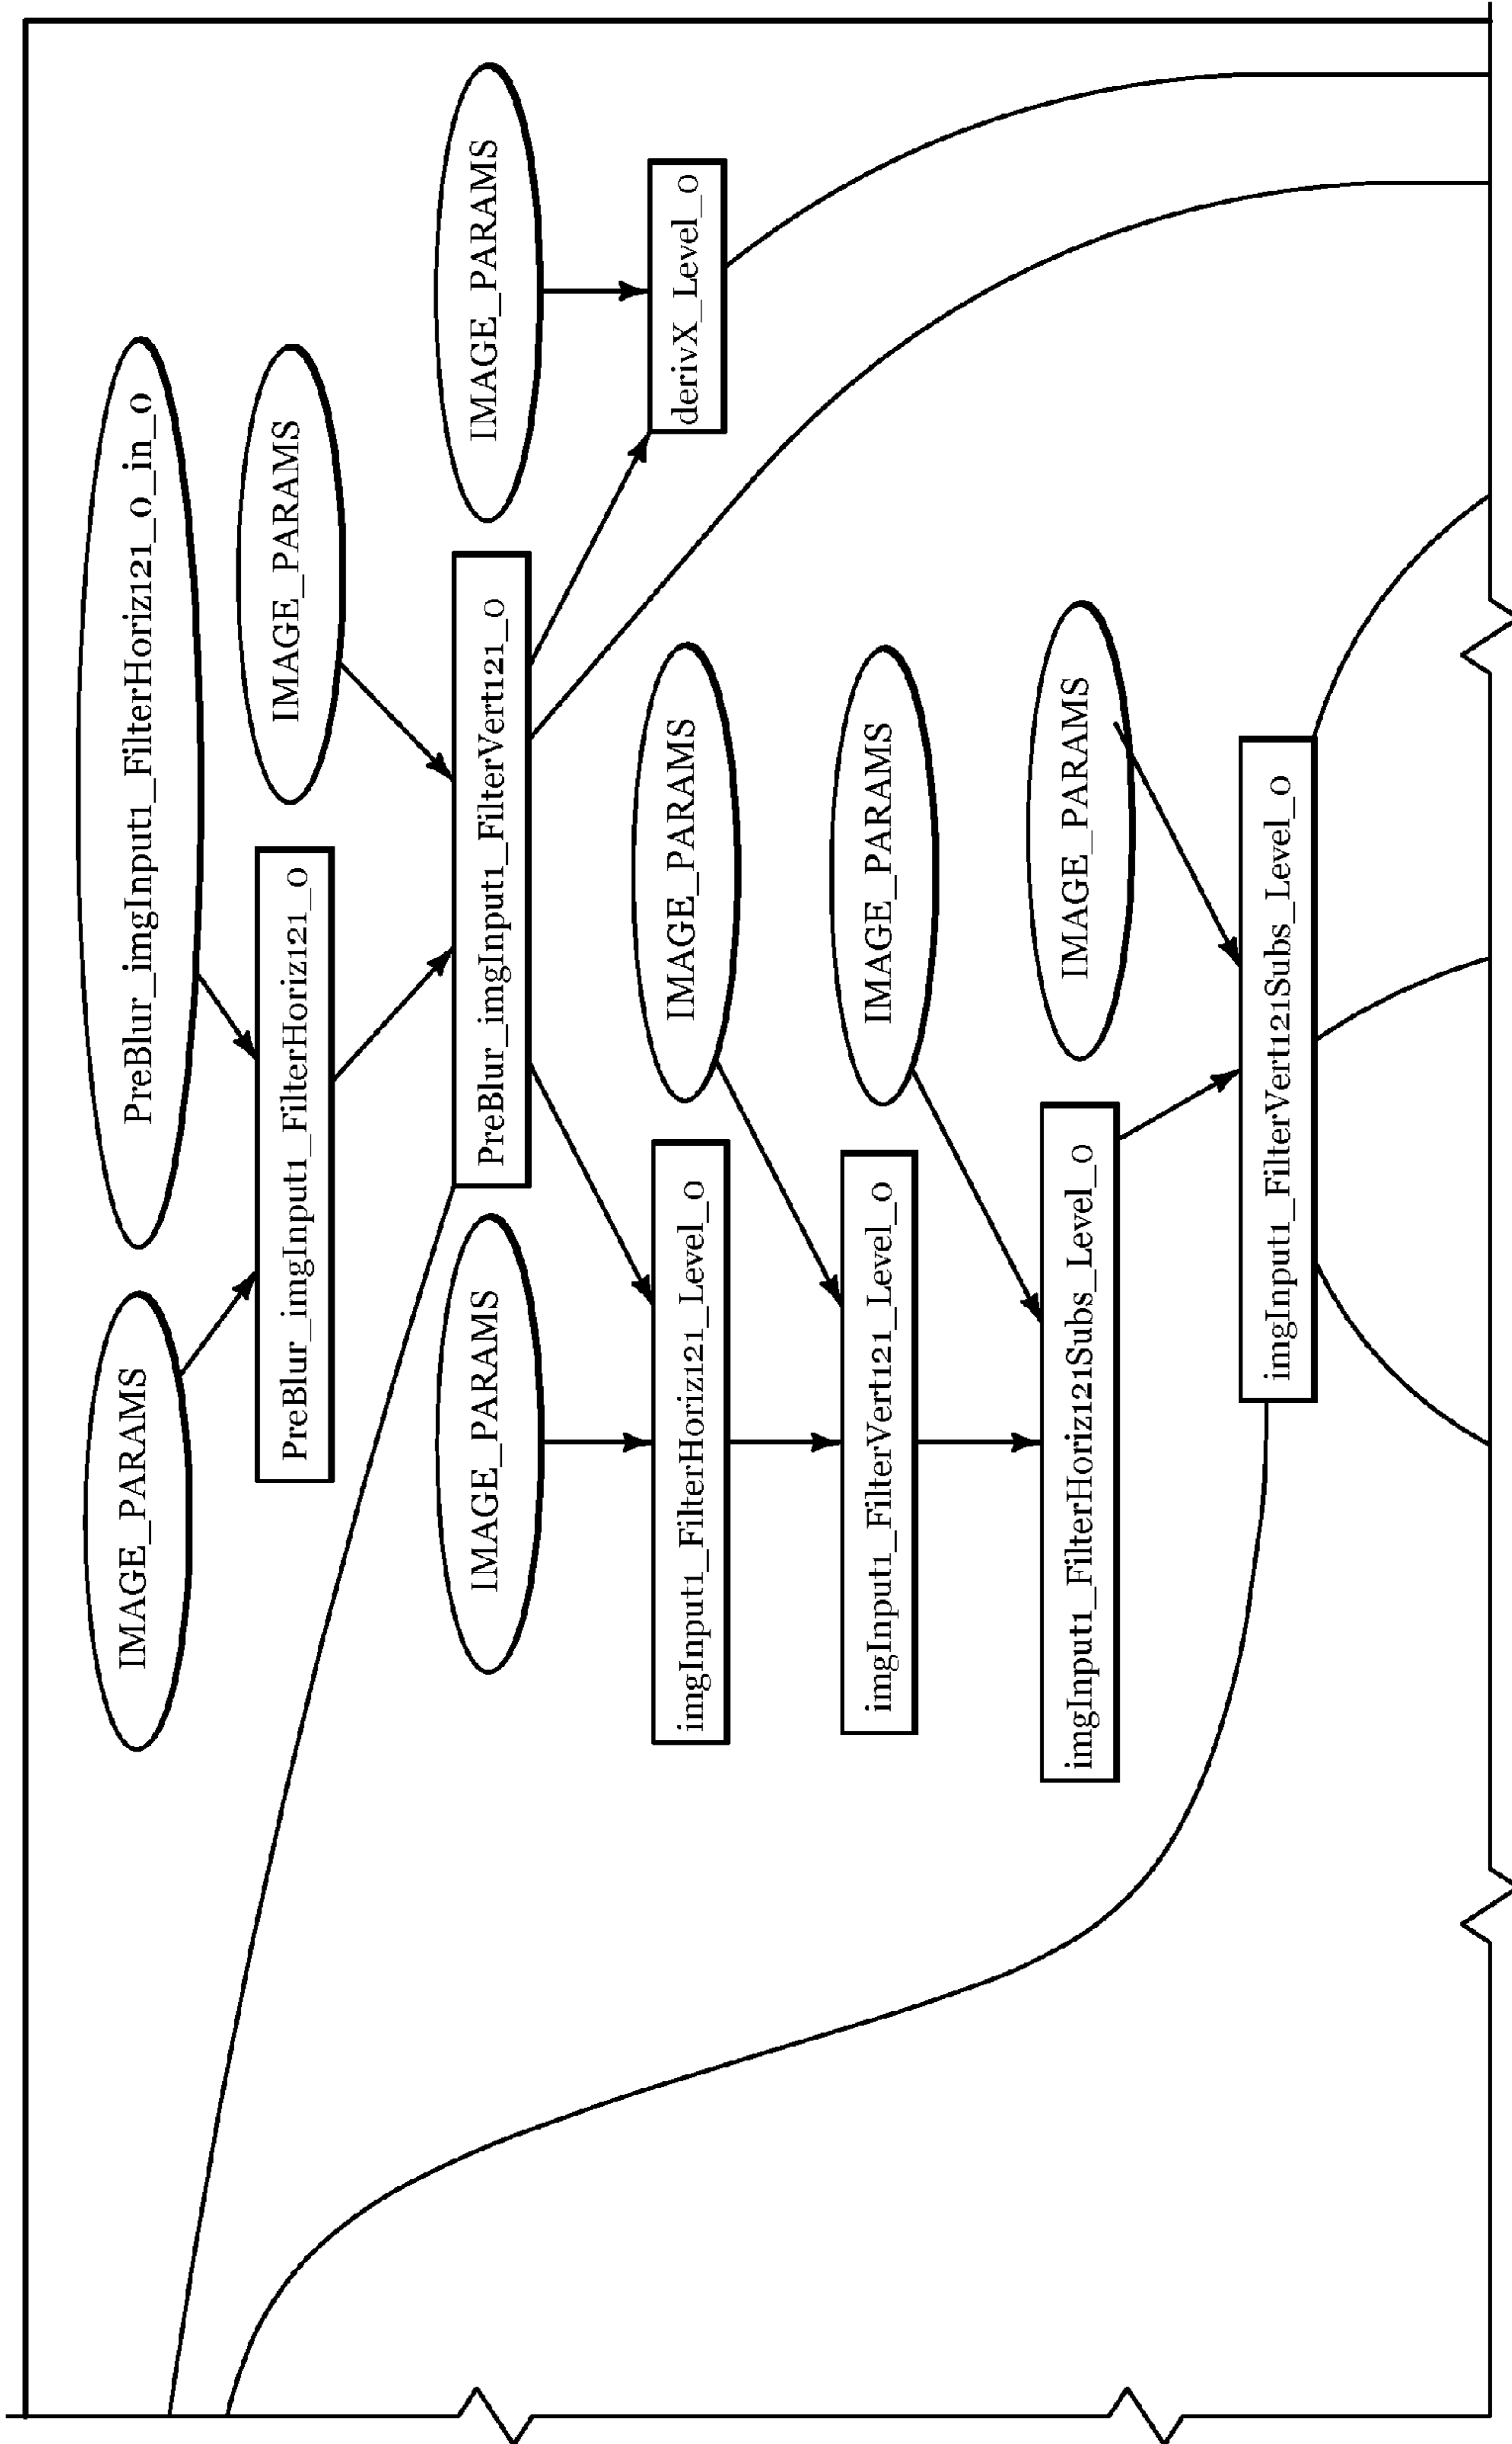 IMAGE_PARAMS
PreBlur_imgInput1_FilterHoriz121_0_in_0
PreBlur_imgInput1_FilterHoriz121_0
IMAGE_PARAMS
PreBlur_imgInput1_FilterVert121_0
IMAGE_PARAMS
IMAGE_PARAMS
imgInput1_FilterHoriz121_Level_0
IMAGE_PARAMS
derivX_Level_0
imgInput1_FilterVert121_Level_0
IMAGE_PARAMS
imgInput1_FilterHoriz121Subs_Level_0
IMAGE_PARAMS
imgInput1_FilterVert121Subs_Level_0